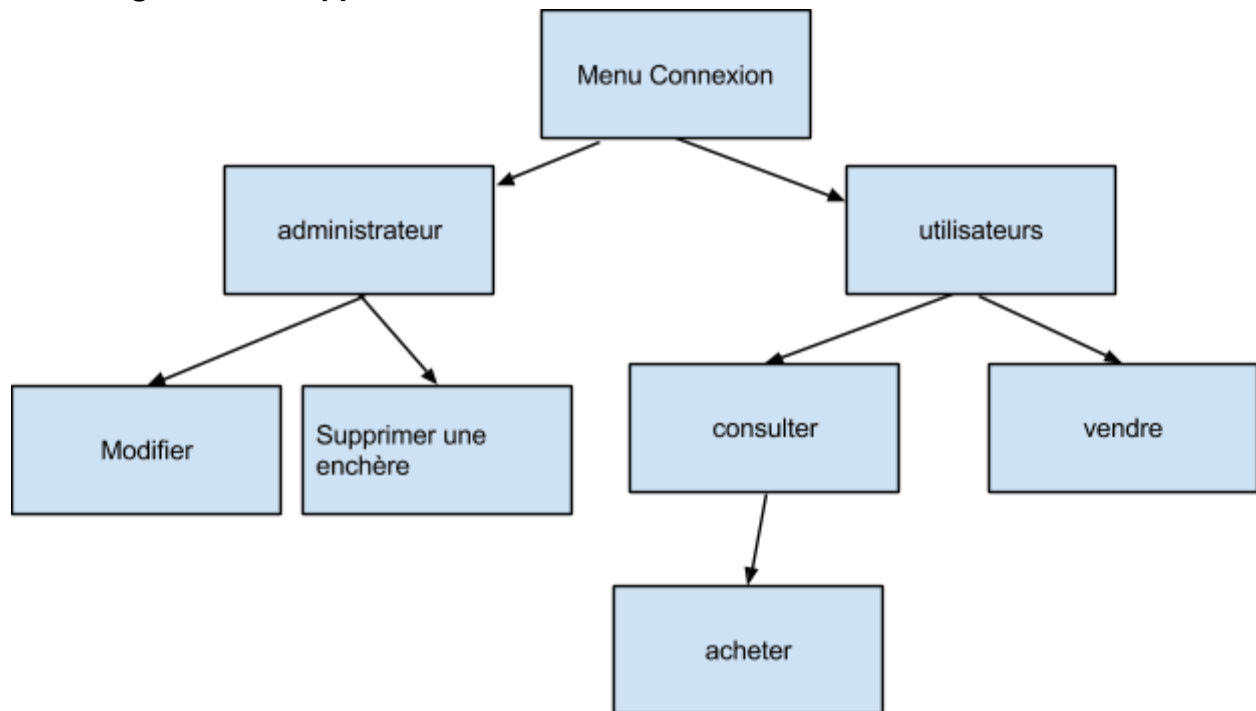 Menu Connexion
administrateur
utilisateurs
Modifier
Supprimer une
enchère
consulter
vendre
acheter